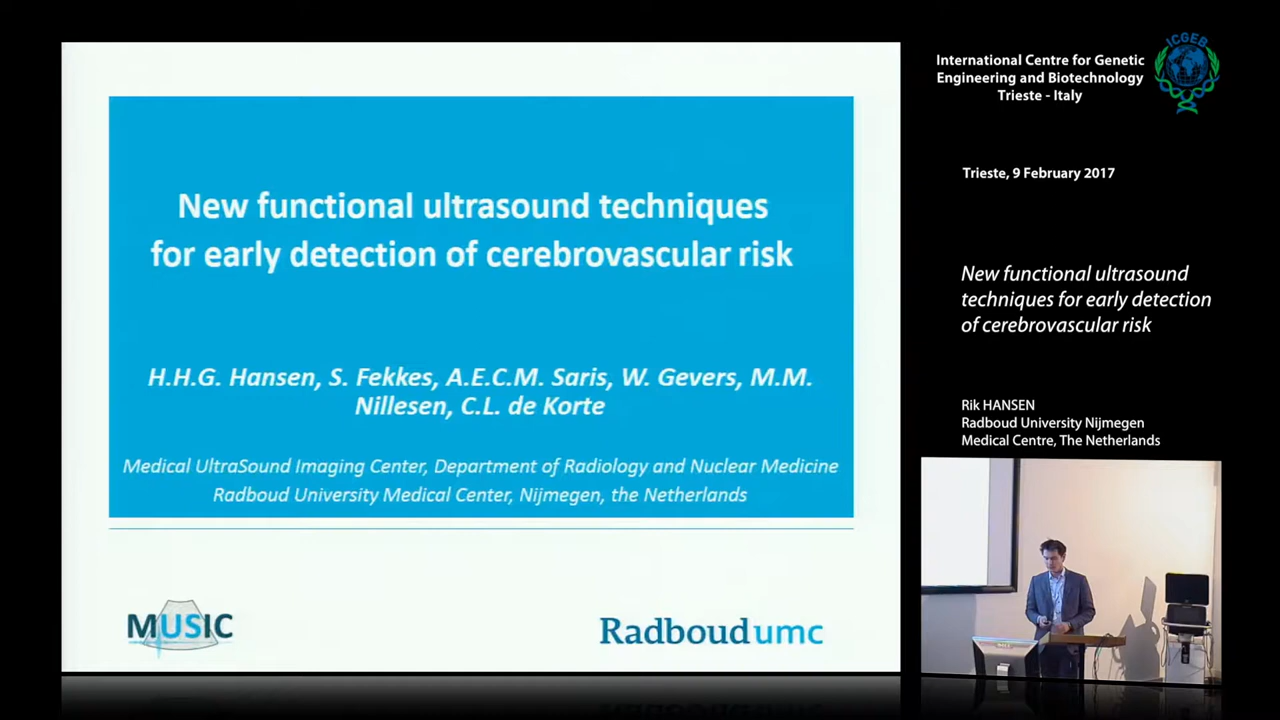 New functional ultrasound techniques
for early detection of cerebrovascular risk
H.H.G. Hansen, S. Fekkes, A.E.C.M. Saris, W. Gevers, M.M.
Nillesen, C.L. de Korte
Medical UltraSound Imaging Center, Department of Radiology and Nuclear Medicine
Radboud University Medical Center, Nijmegen, the Netherlands
MUSIC
Radboudumc
International Centre for Genetic
Engineering and Biotechnology
Trieste - Italy
ICGEB
Trieste, 9 February 2017
New functional ultrasound
techniques for early detection
of cerebrovascular risk
Rik HANSEN
Radboud University Nijmegen
Medical Centre, The Netherlands